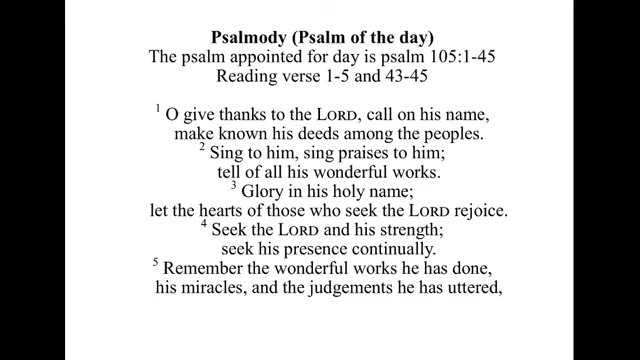 Psalmody (Psalm of the day)
The psalm appointed for day is psalm 105:1-45
Reading verse 1-5 and 43-45
1 O give thanks to the LORD, call on his name,
make known his deeds among the peoples.
2 Sing to him, sing praises to him;
tell of all his wonderful works.
3 Glory in his holy name;
let the hearts of those who seek the LORD rejoice.
4 Seek the LORD and his strength;
seek his presence continually.
5 Remember the wonderful works he has done,
his miracles, and the judgements he has uttered,